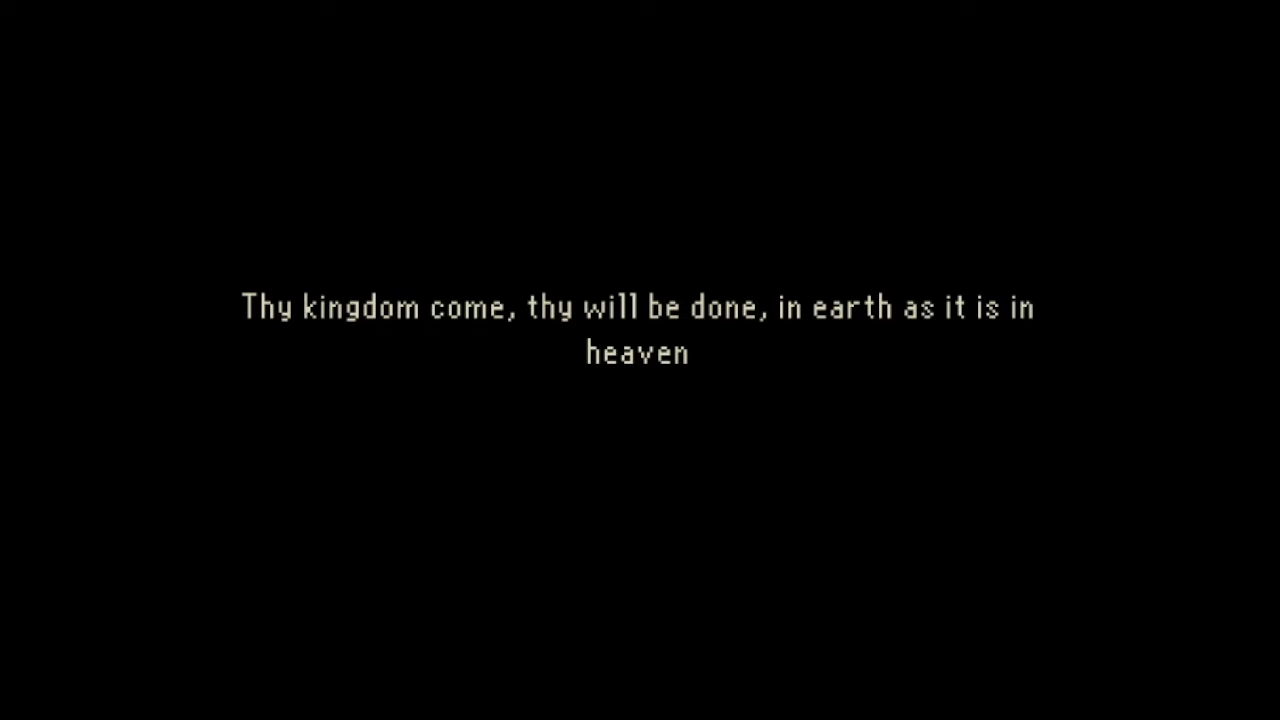 Thy kingdom come, thy will be done, in earth as it is in
heaven